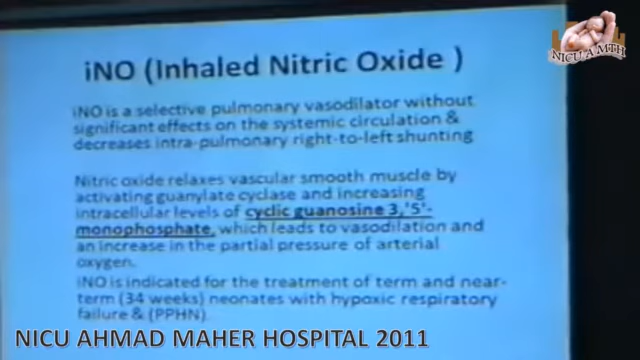 NICU A MTH
iNO (Inhaled Nitric Oxide )
iNO is a selective pulmonary vasodilator without
significant effects on the systemic circulation &
decreases intra-pulmonary right-to-left shunting
Nitric oxide relaxes vascular smooth muscle by
activating guanylate cyclase and increasing
intracellular levels of cyclic guanosine 3,'5'-
monophosphate, which leads to vasodilation and
an increase in the partial pressure of arterial
oxygen.
iNO is indicated for the treatment of term and near-
term (34 weeks) neonates with hypoxic respiratory
failure & (PPHN).
NICU AHMAD MAHER HOSPITAL 2011